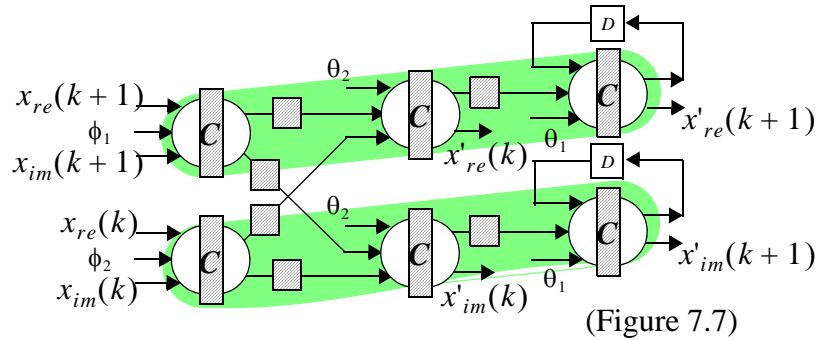 D
θ₂
x_re(k+1)
C
C
C
ϕ₁
x'_re(k+1)
x_im(k+1)
x'_re(k)
θ₁
D
x_re(k)
θ₂
ϕ₂
C
C
C
x'_im(k+1)
x_im(k)
x'_im(k)
θ₁
(Figure 7.7)